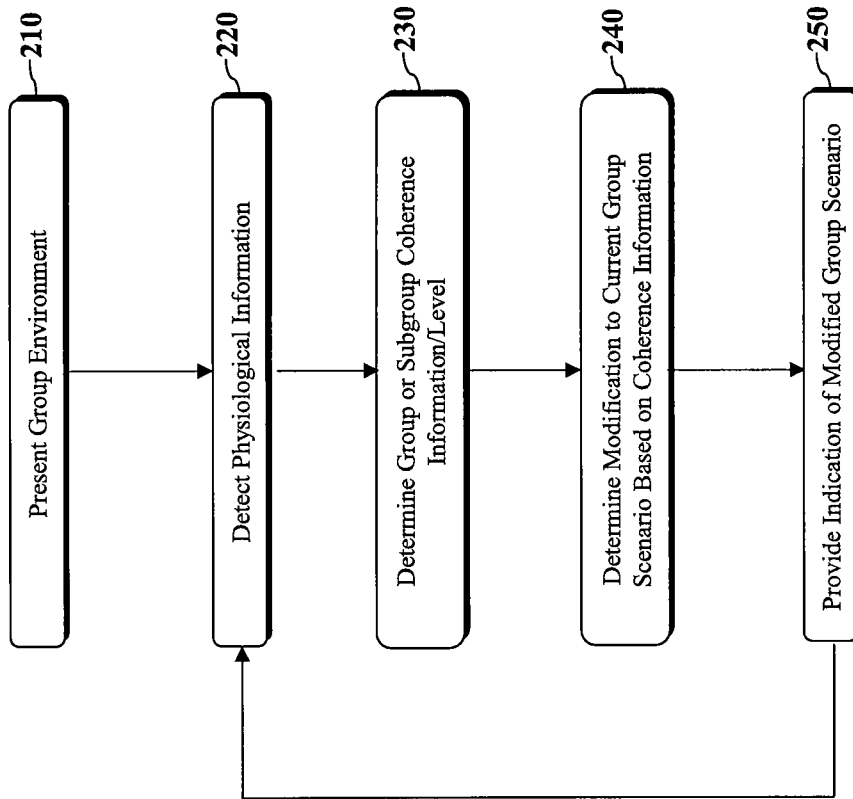 210
Present Group Environment
220
Detect Physiological Information
230
Determine Group or Subgroup Coherence
Information/Level
240
Determine Modification to Current Group
Scenario Based on Coherence Information
250
Provide Indication of Modified Group Scenario